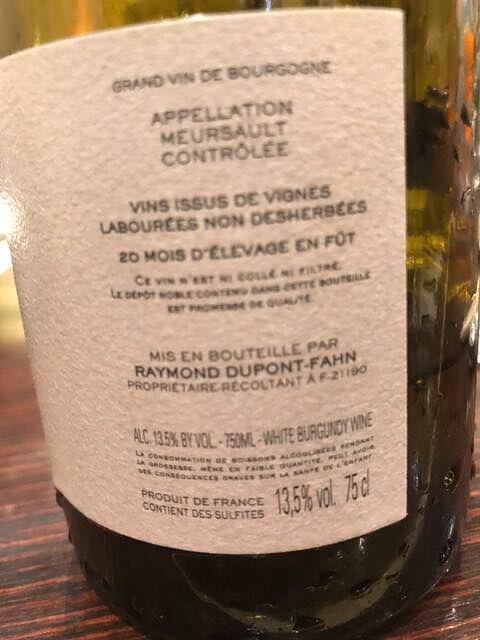 GRAND VIN DE BOURGOGNE
APPELLATION
MEURSAULT
CONTRÔLÉE
VINS ISSUS DE VIGNES
LABOURÉES NON DESHERBÉES
20 MOIS D'ÉLEVAGE EN FÛT
CE VIN N'EST NI COLLÉ NI FILTRÉ.
LE DÉPÔT NOBLE CONTENU DANS CETTE BOUTEILLE
EST PROMESSE DE QUALITÉ.
MIS EN BOUTEILLE PAR
RAYMOND DUPONT-FAHN
PROPRIÉTAIRE-RÉCOLTANT À F-21190
ALC. 13.5% BY VOL. - 750ML - WHITE BURGUNDY WINE
LA CONSOMMATION DE BOISSONS ALCOOLISÉES PENDANT
LA GROSSESSE, MÊME EN FAIBLE QUANTITÉ, PEUT AVOIR
DES CONSÉQUENCES GRAVES SUR LA SANTÉ DE L'ENFANT
PRODUIT DE FRANCE
CONTIENT DES SULFITES
13,5% vol. 75 cl